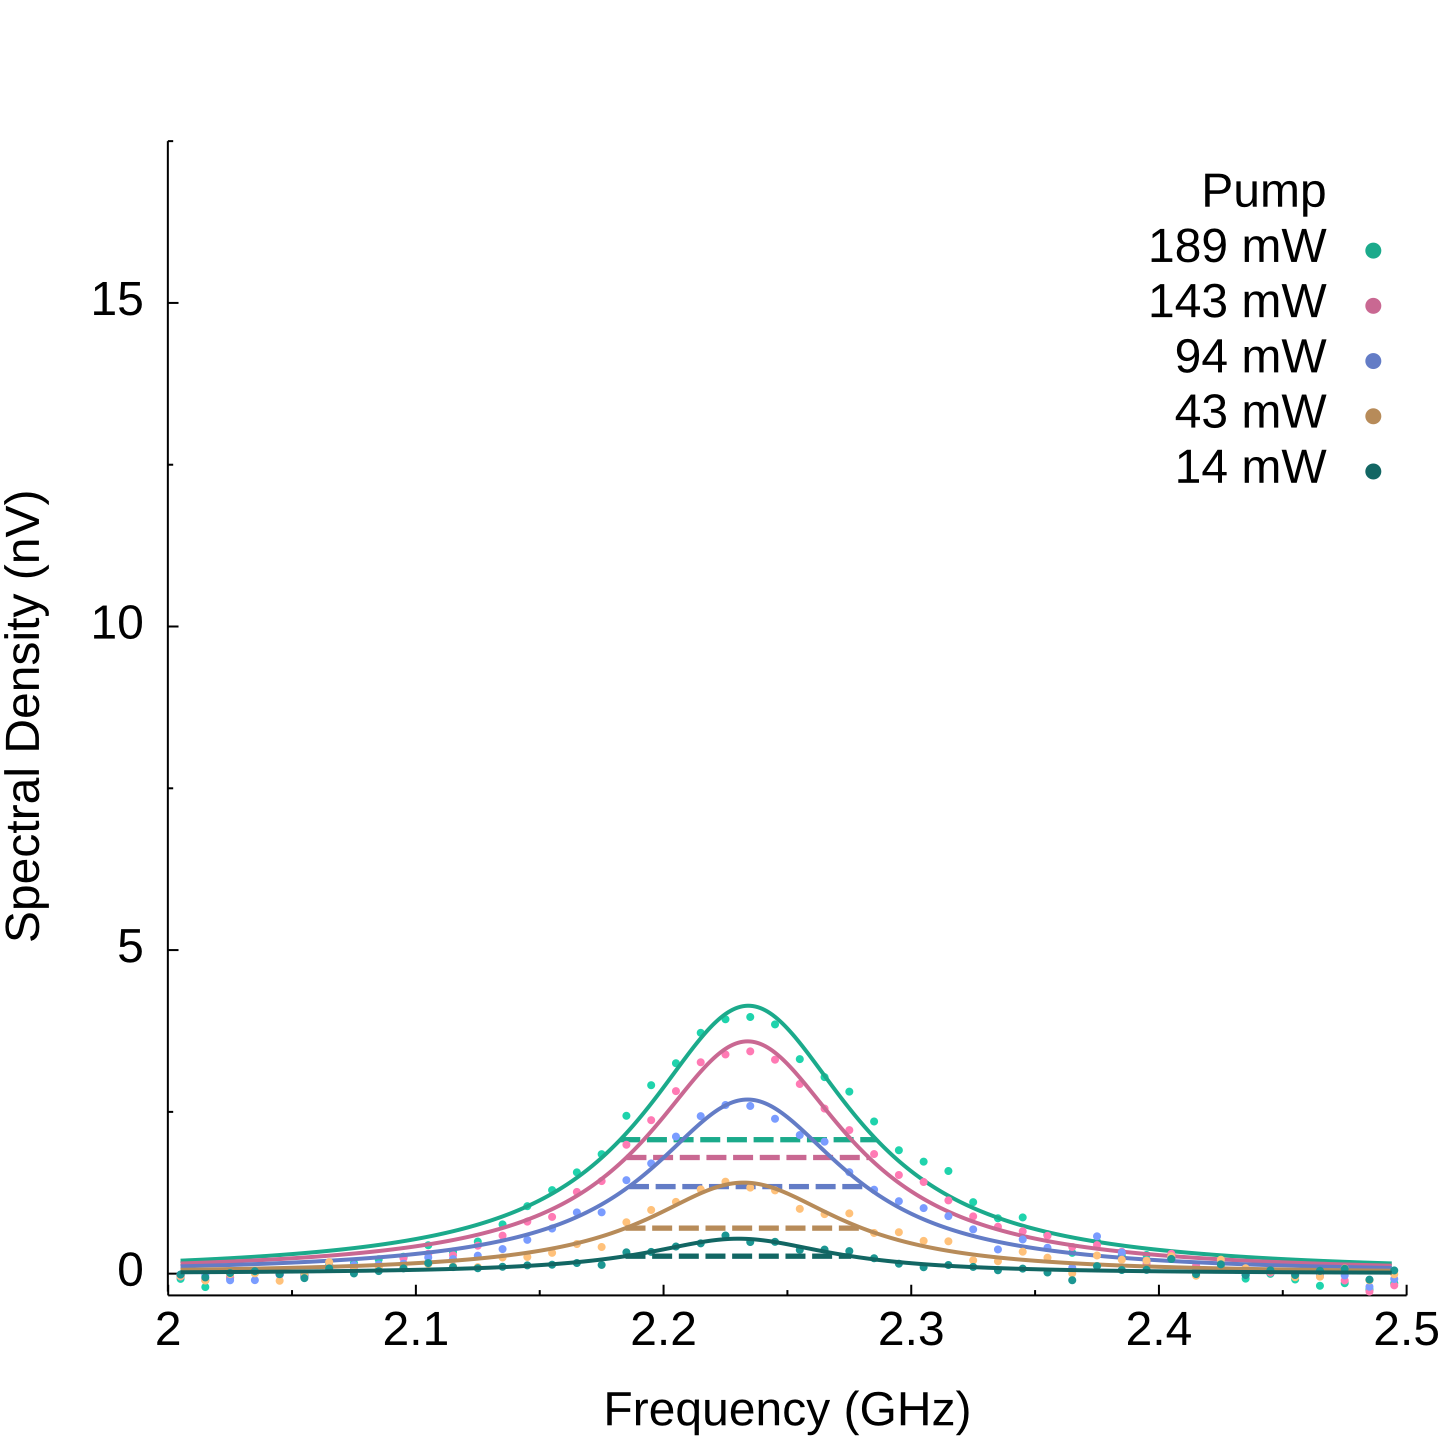 Pump
189 mW
143 mW
94 mW
43 mW
14 mW
Spectral Density (nV)
15
10
5
0
2 2.1 2.2 2.3 2.4 2.5
Frequency (GHz)